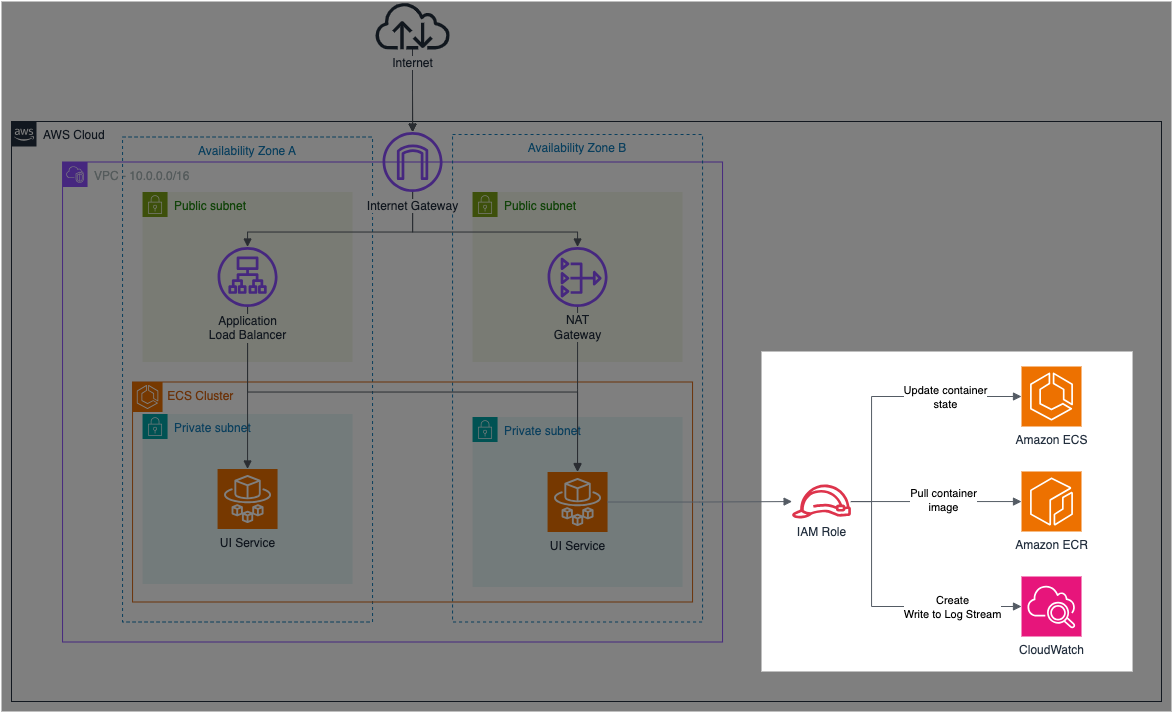 Internet
aws
AWS Cloud
Availability Zone A
Availability Zone B
VPC - 10.0.0.0/16
Public subnet
Internet Gateway
Public subnet
Application
Load Balancer
NAT
Gateway
ECS Cluster
Private subnet
Private subnet
UI Service
UI Service
IAM Role
Update container
state
Amazon ECS
Pull container
image
Amazon ECR
Create
Write to Log Stream
CloudWatch